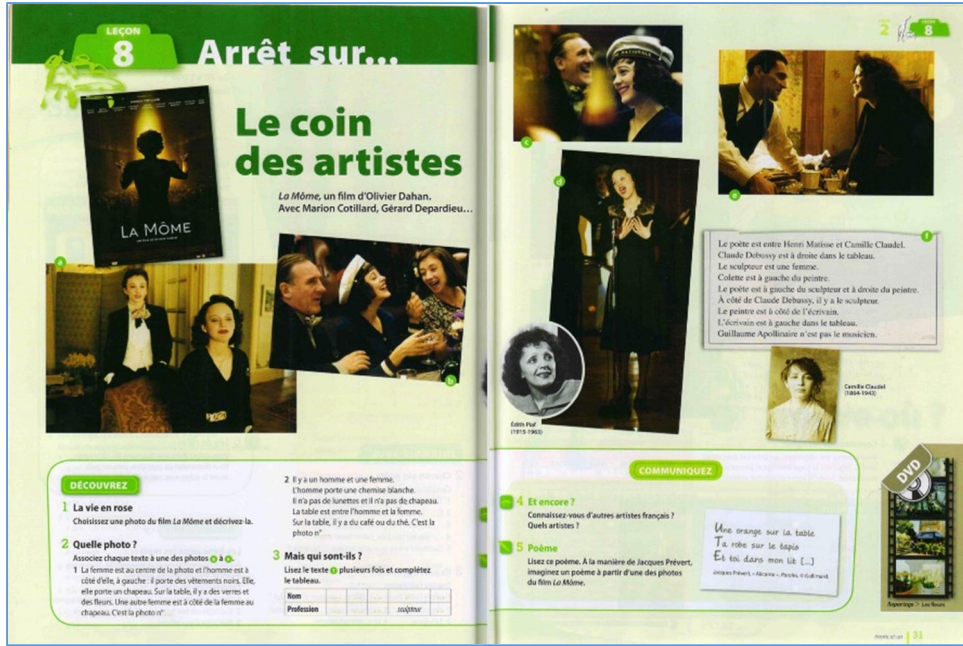 LEÇON
8
Arrêt sur...
Le coin
des artistes
La Môme, un film d'Olivier Dahan.
Avec Marion Cotillard, Gérard Depardieu...
LA MÔME
a
b
DÉCOUVREZ
1 La vie en rose
Choisissez une photo du film La Môme et décrivez-la.
2 Quelle photo ?
Associez chaque texte à une des photos a à e.
1 La femme est au centre de la photo et l'homme est à
côté d'elle, à gauche : il porte des vêtements noirs. Elle,
elle porte un chapeau. Sur la table, il y a des verres et
des fleurs. Une autre femme est à côté de la femme au
chapeau. C'est la photo n°
2 Il y a un homme et une femme.
L'homme porte une chemise blanche.
Il n'a pas de lunettes et il n'a pas de chapeau.
La table est entre l'homme et la femme.
Sur la table, il y a du café ou du thé. C'est la
photo n°
3 Mais qui sont-ils ?
Lisez le texte f plusieurs fois et complétez
le tableau.
Nom
Profession sculpteur
2
LEÇON
8
NATIONALE
c
d
e
f
Le poète est entre Henri Matisse et Camille Claudel.
Claude Debussy est à droite dans le tableau.
Le sculpteur est une femme.
Colette est à gauche du peintre.
Le poète est à gauche du sculpteur et à droite du peintre.
À côté de Claude Debussy, il y a le sculpteur.
Le peintre est à côté de l'écrivain.
L'écrivain est à gauche dans le tableau.
Guillaume Apollinaire n'est pas le musicien.
Camille Claudel
(1864-1943)
Édith Piaf
(1915-1963)
COMMUNIQUEZ
4 Et encore ?
Connaissez-vous d'autres artistes français ?
Quels artistes ?
5 Poème
Lisez ce poème. À la manière de Jacques Prévert,
imaginez un poème à partir d'une des photos
du film La Môme.
Une orange sur la table
Ta robe sur le tapis
Et toi dans mon lit [...]
Jacques Prévert, « Alicante », Paroles, © Gallimard.
DVD
Reportage > Les fleurs
33